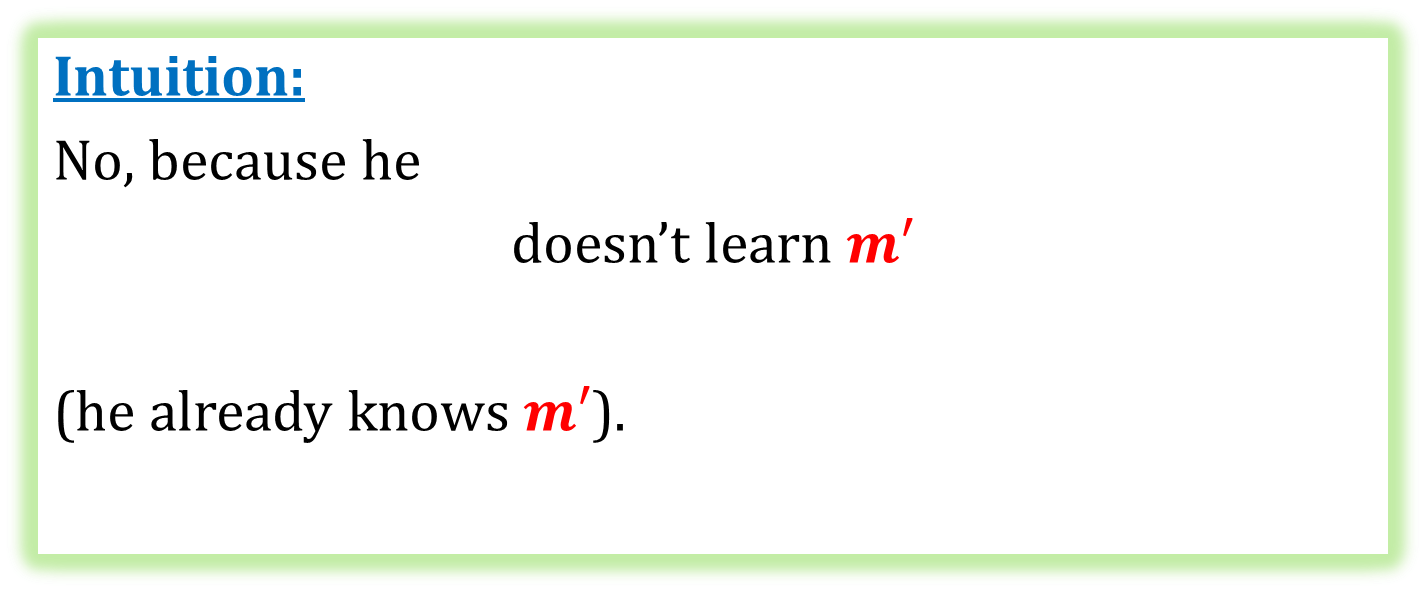 Intuition:
No, because he
doesn’t learn m′
(he already knows m′).